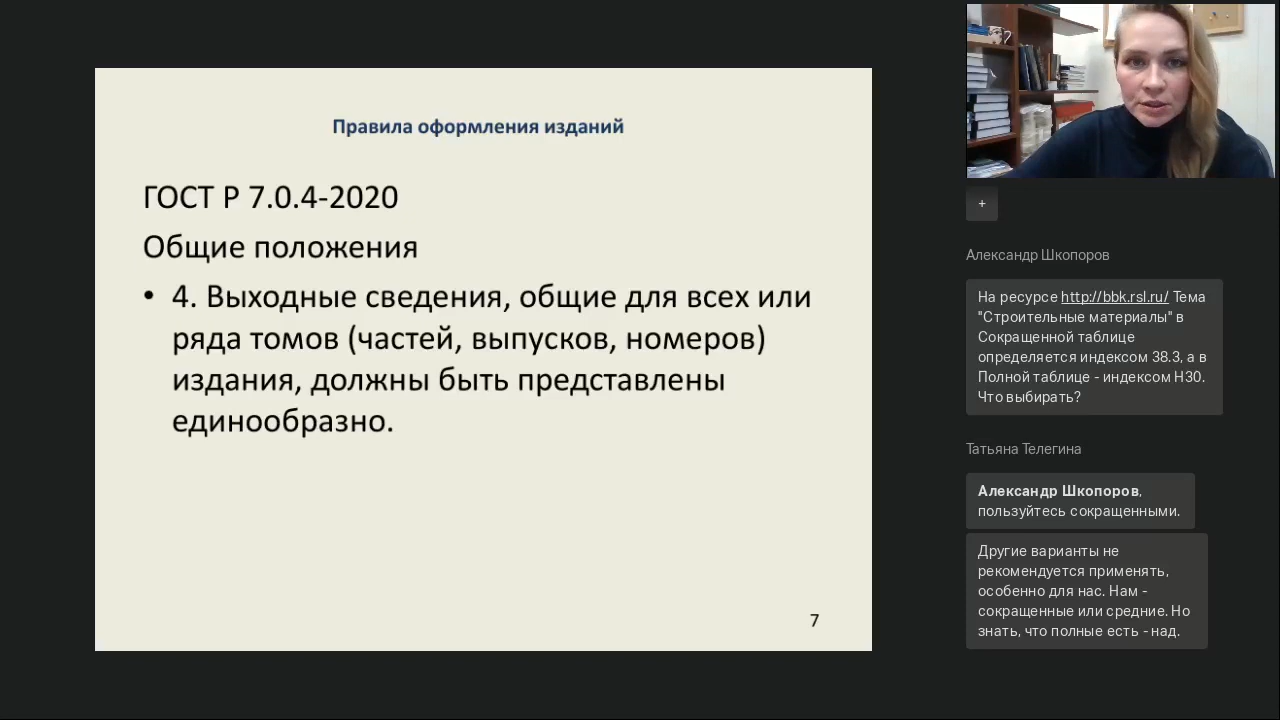 Правила оформления изданий
ГОСТ Р 7.0.4-2020
Общие положения
• 4. Выходные сведения, общие для всех или
ряда томов (частей, выпусков, номеров)
издания, должны быть представлены
единообразно.
7
+
Александр Шкопоров
На ресурсе http://bbk.rsl.ru/ Тема
"Строительные материалы" в
Сокращенной таблице
определяется индексом 38.3, а в
Полной таблице - индексом Н30.
Что выбирать?
Татьяна Телегина
Александр Шкопоров,
пользуйтесь сокращенными.
Другие варианты не
рекомендуется применять,
особенно для нас. Нам -
сокращенные или средние. Но
знать, что полные есть - над.